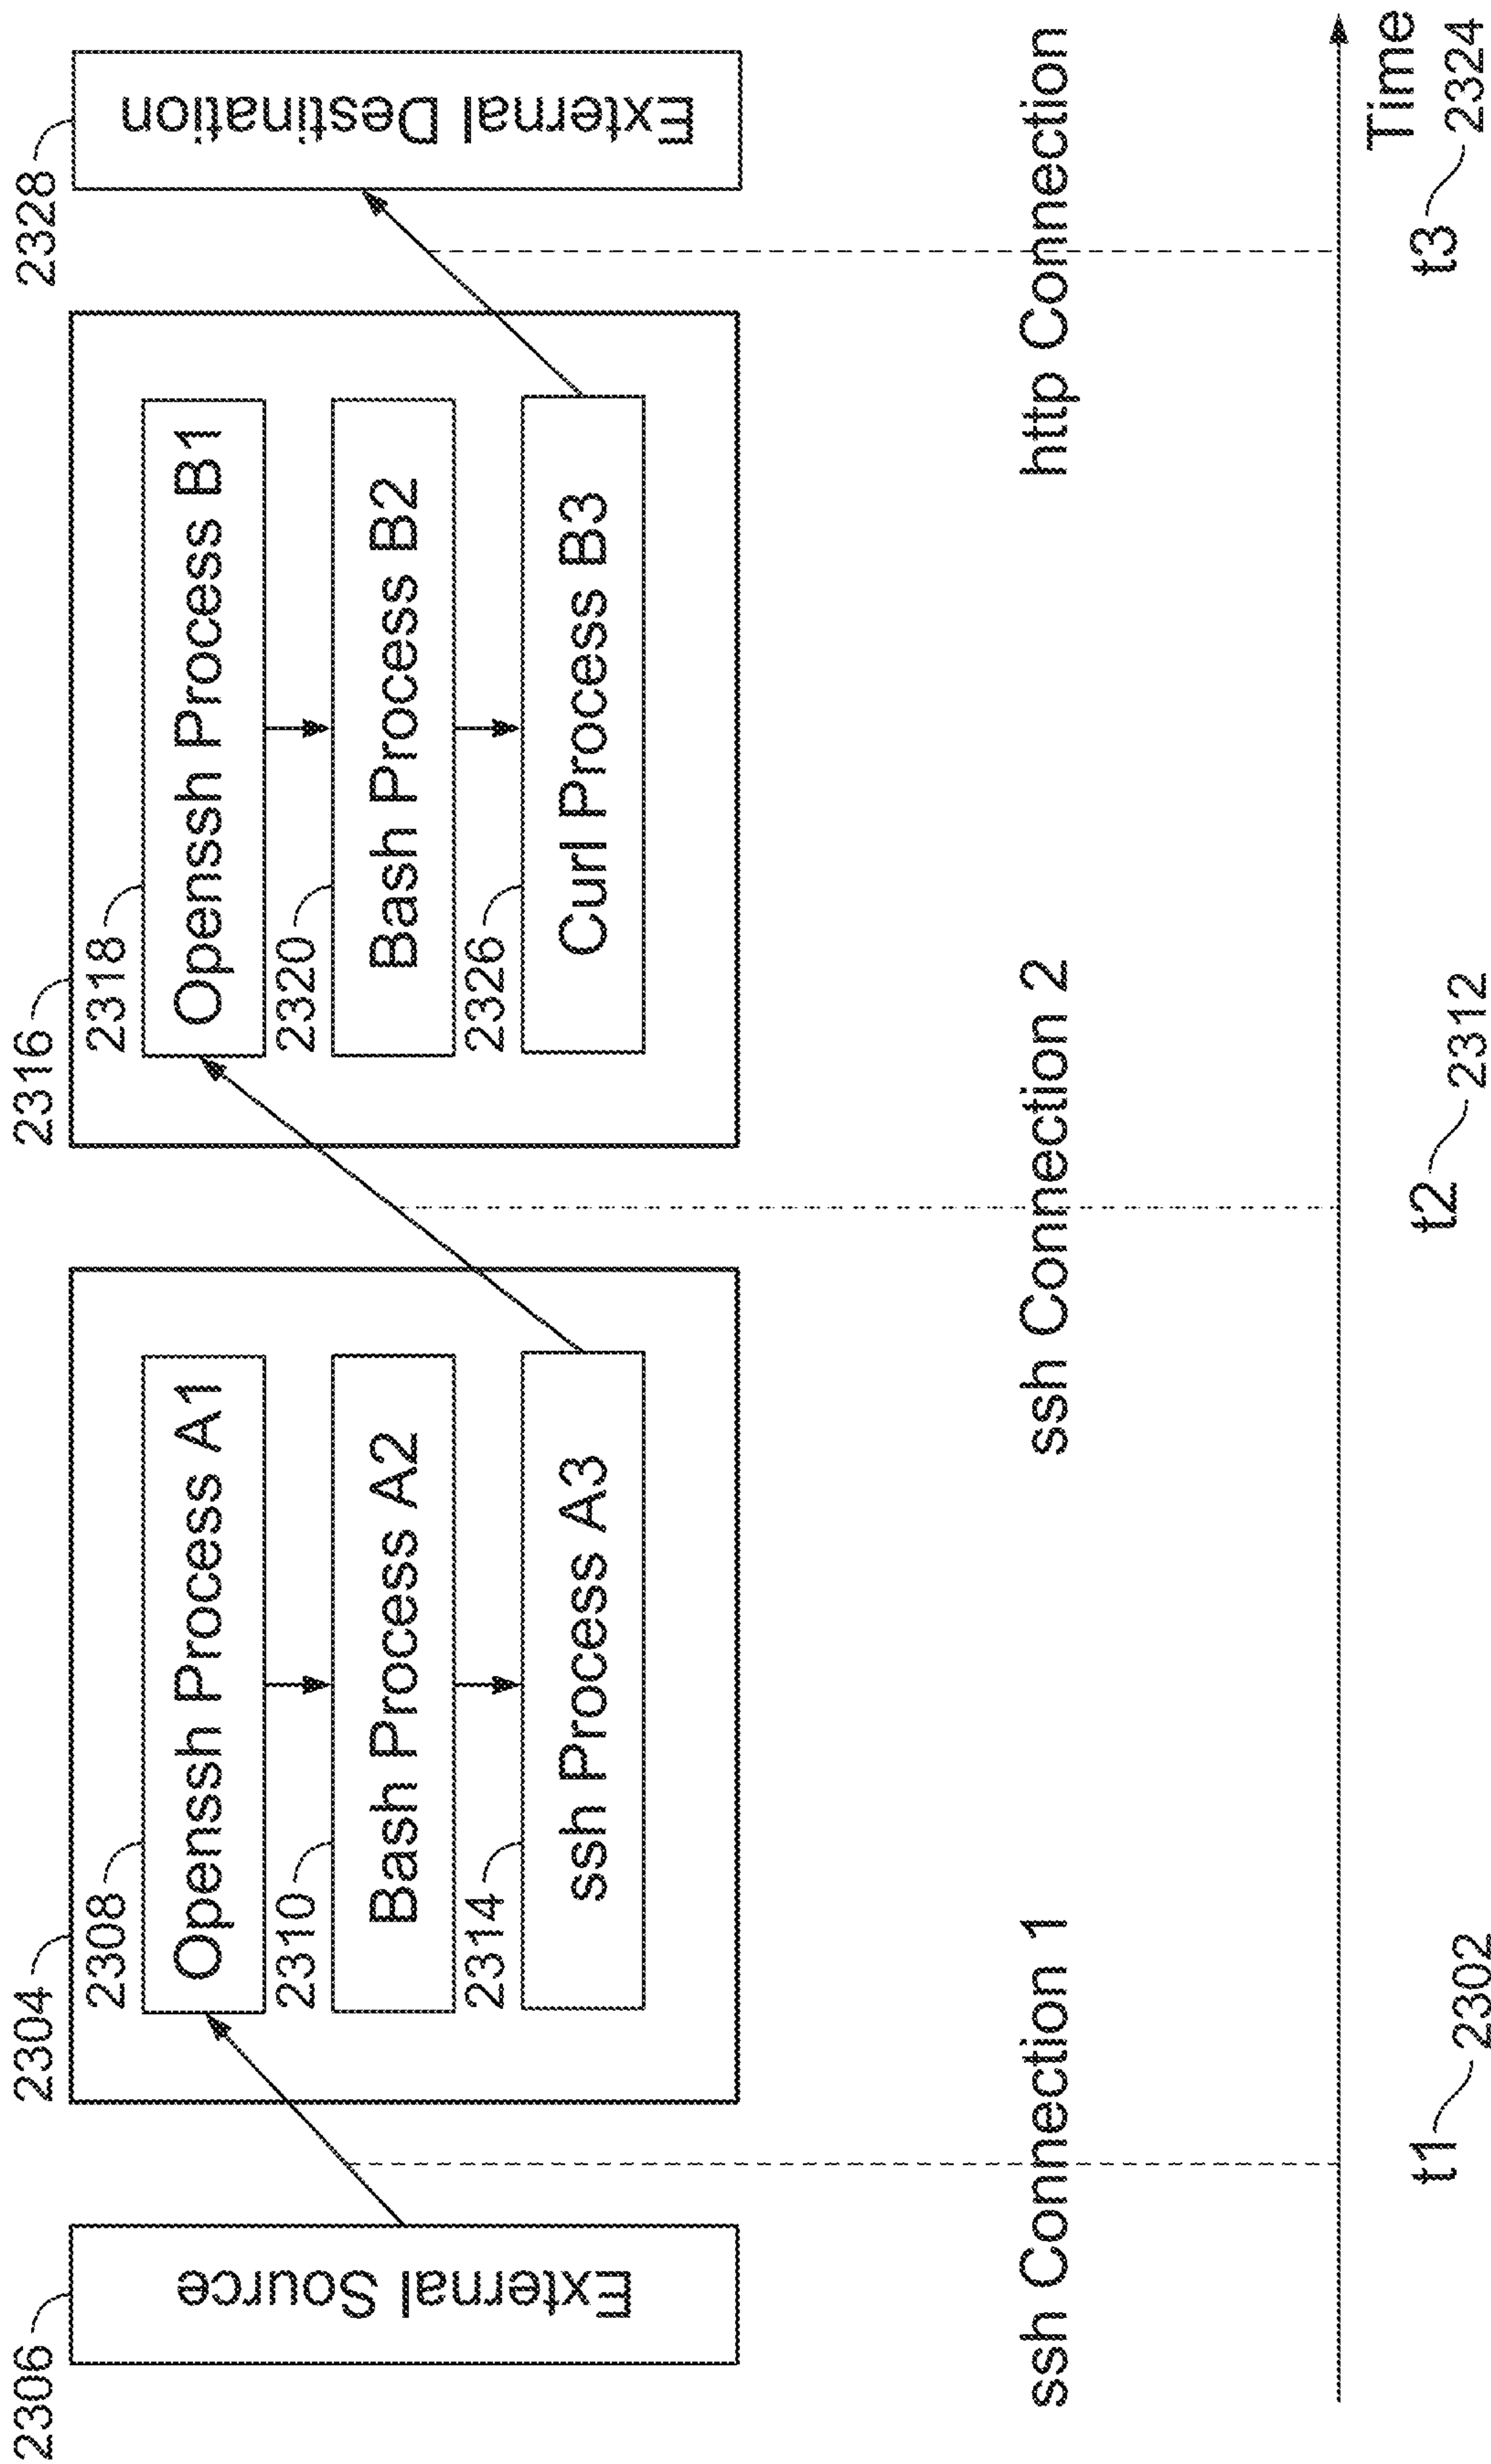 2306
External Source
2304
2308
Openssh Process A1
2310
Bash Process A2
2314
ssh Process A3
2316
2318
Openssh Process B1
2320
Bash Process B2
2326
Curl Process B3
2328
External Destination
ssh Connection 1
ssh Connection 2
http Connection
Time
t1
2302
t2
2312
t3
2324